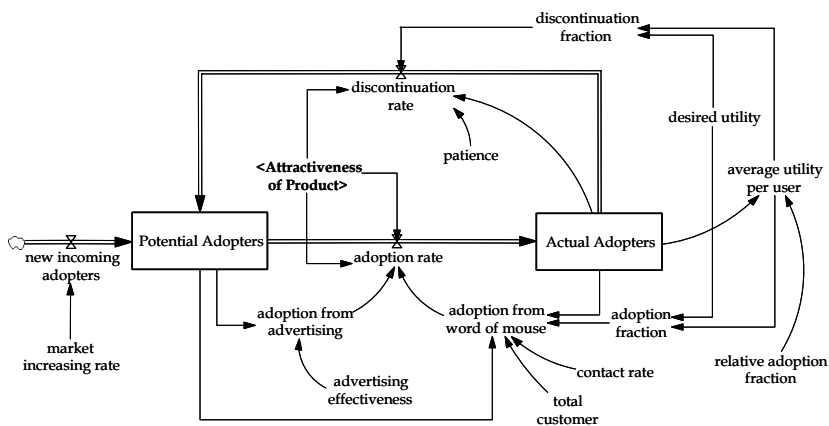 discontinuation
fraction
discontinuation
rate
desired utility
patience
<Attractiveness
of Product>
average utility
per user
Potential Adopters
Actual Adopters
new incoming
adopters
adoption rate
adoption from
advertising
adoption from
word of mouse
adoption
fraction
market
increasing rate
relative adoption
fraction
contact rate
advertising
effectiveness
total
customer